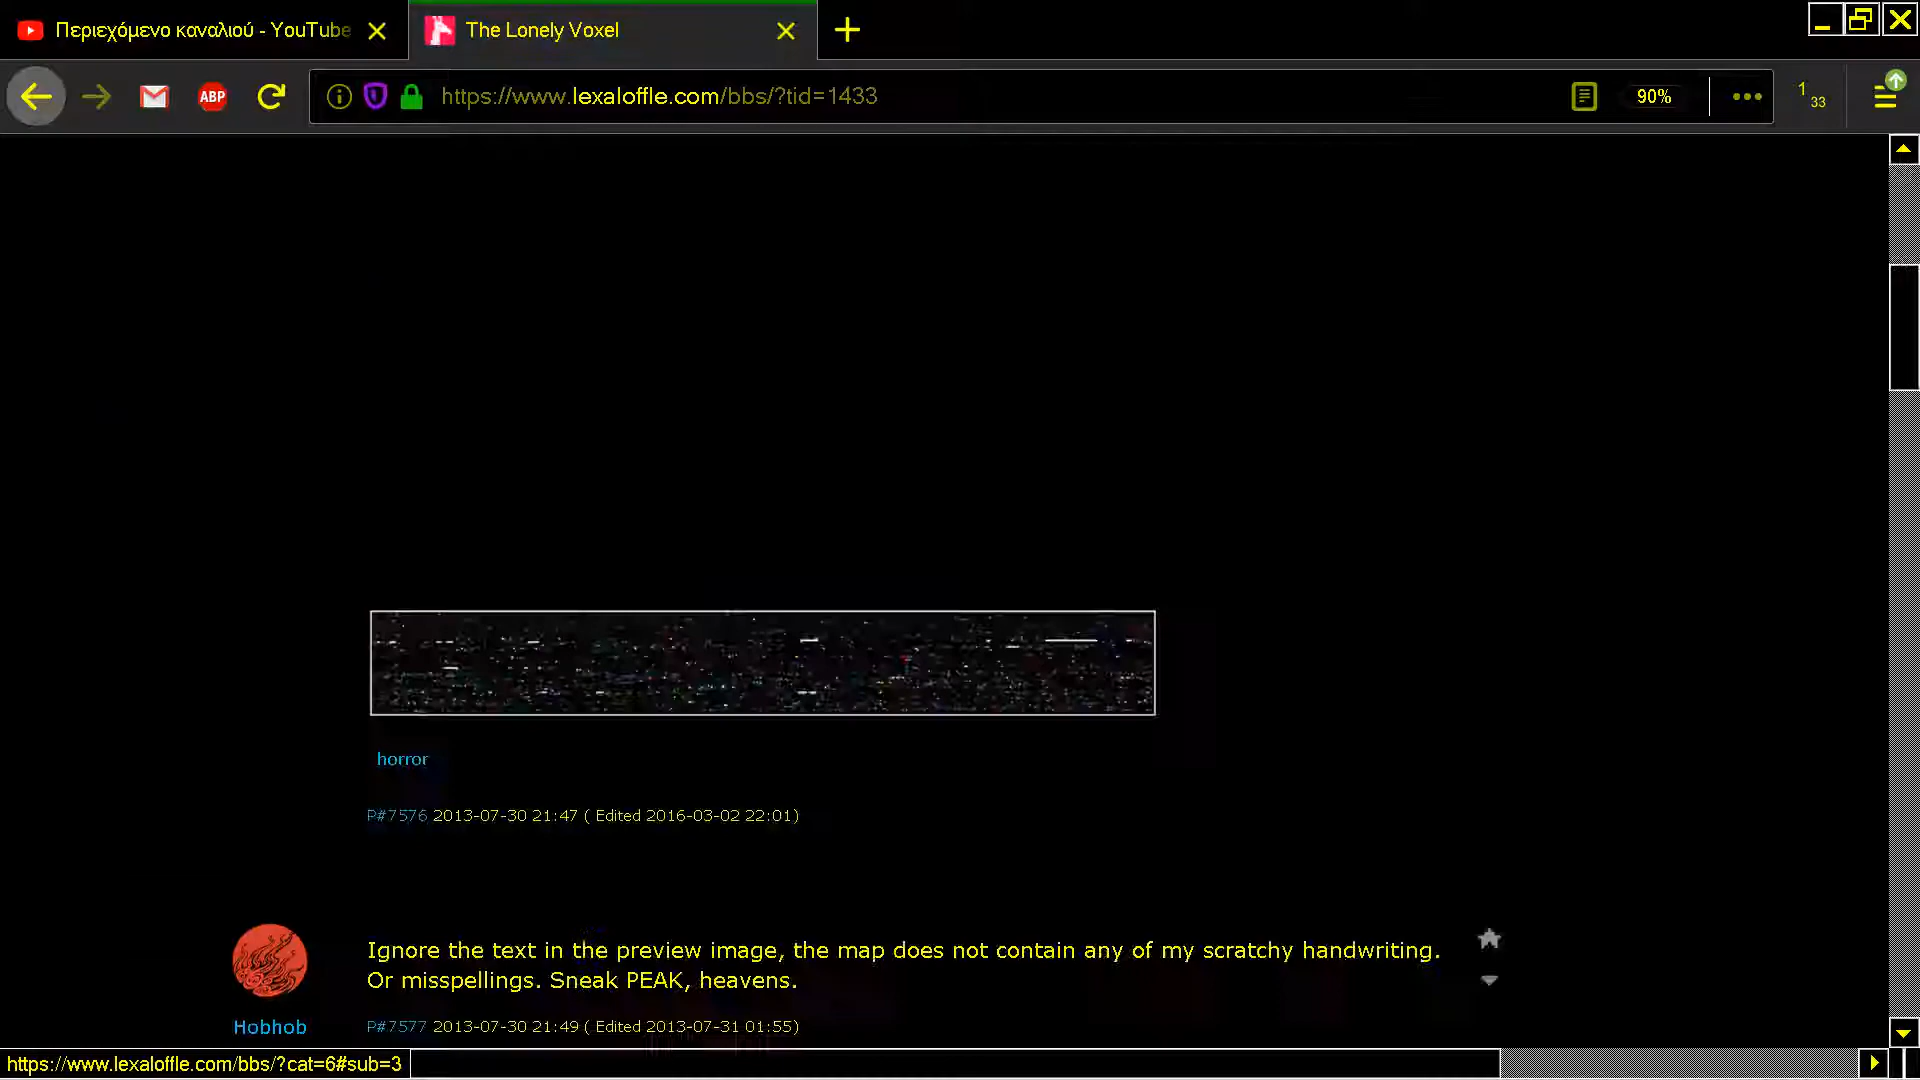 Περιεχόμενο καναλιού - YouTube
The Lonely Voxel
ABP
https://www.lexaloffle.com/bbs/?tid=1433
90%
1
33
horror
P#7576 2013-07-30 21:47 ( Edited 2016-03-02 22:01)
Ignore the text in the preview image, the map does not contain any of my scratchy handwriting.
Or misspellings. Sneak PEAK, heavens.
Hobhob
P#7577 2013-07-30 21:49 ( Edited 2013-07-31 01:55)
https://www.lexaloffle.com/bbs/?cat=6#sub=3